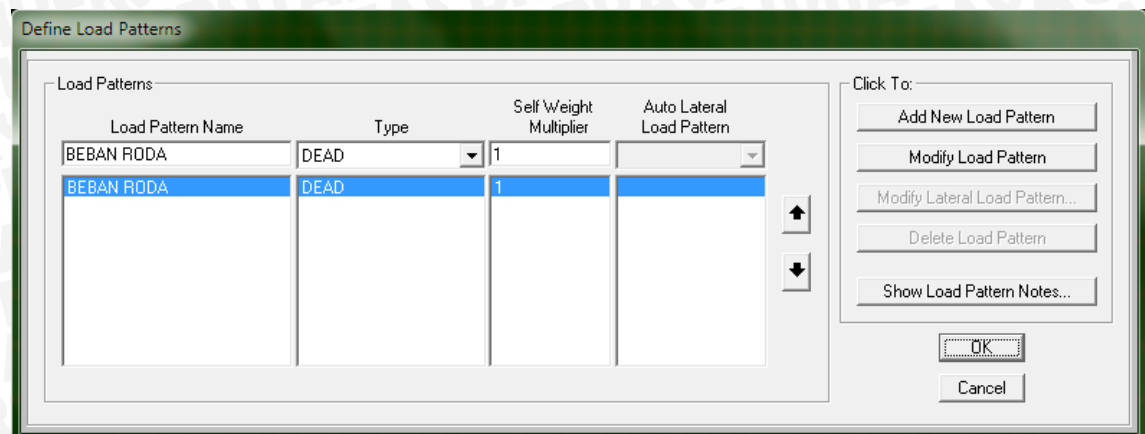 Define Load Patterns
Load Patterns
Click To:
Load Pattern Name Type Self Weight Multiplier Auto Lateral Load Pattern
BEBAN RODA DEAD 1
BEBAN RODA DEAD 1
Add New Load Pattern
Modify Load Pattern
Modify Lateral Load Pattern...
Delete Load Pattern
Show Load Pattern Notes...
OK
Cancel